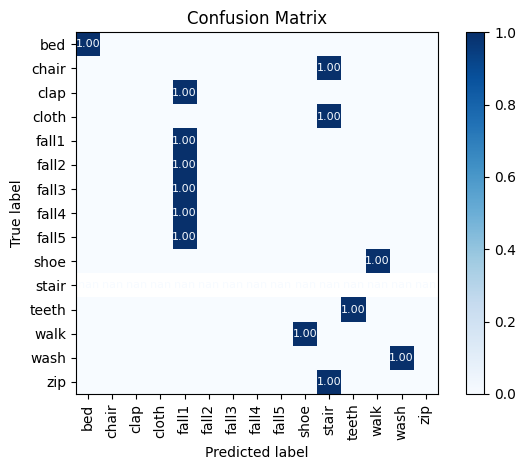 Confusion Matrix
True label
bed 1.00
chair 1.00
clap 1.00
cloth 1.00
fall1 1.00
fall2 1.00
fall3 1.00
fall4 1.00
fall5 1.00
shoe 1.00
stair
teeth 1.00
walk 1.00
wash 1.00
zip 1.00
bed chair clap cloth fall1 fall2 fall3 fall4 fall5 shoe stair teeth walk wash zip
Predicted label
1.0
0.8
0.6
0.4
0.2
0.0